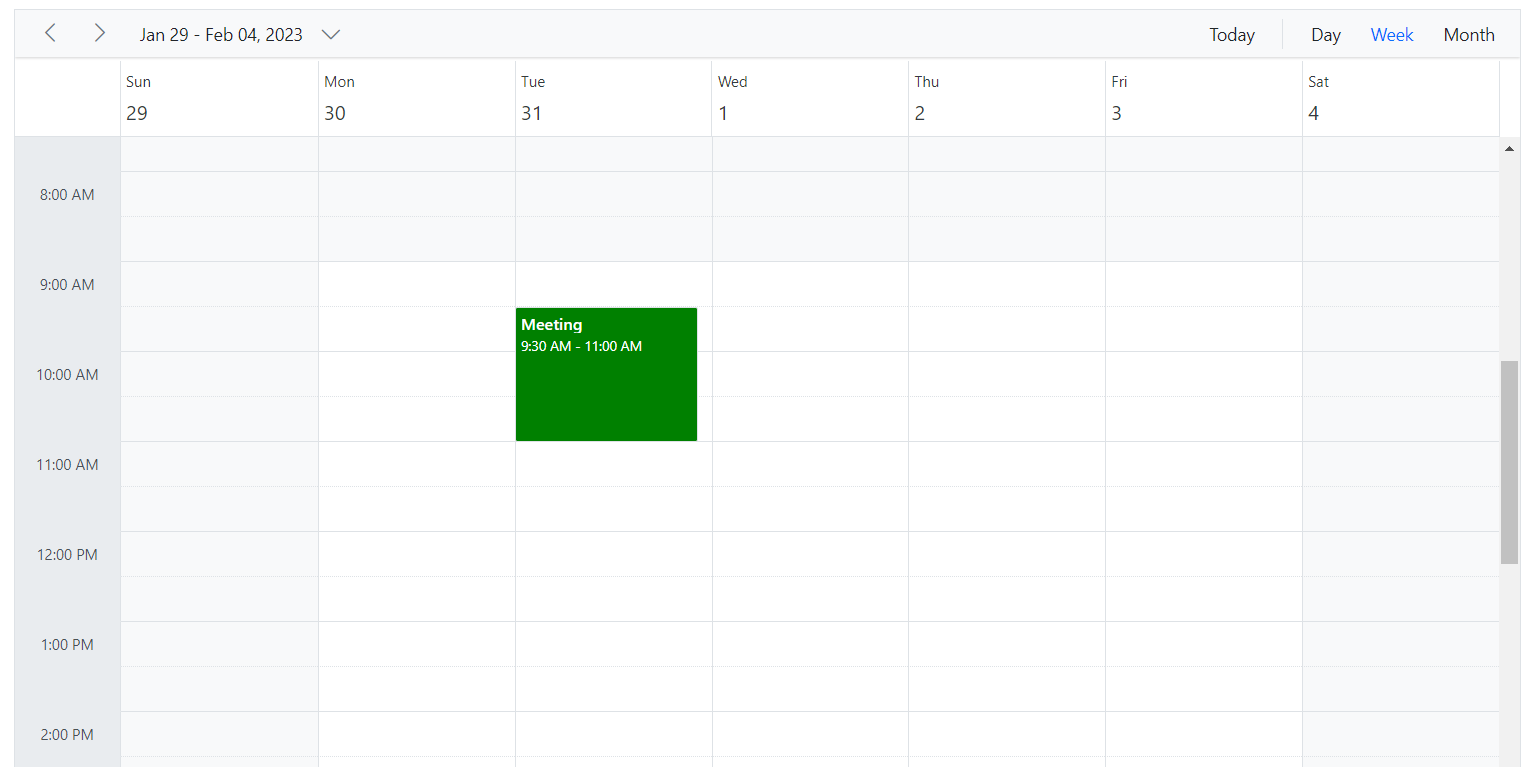 Jan 29 - Feb 04, 2023 Today Day Week Month
Sun Mon Tue Wed Thu Fri Sat
29 30 31 1 2 3 4
8:00 AM
9:00 AM
Meeting
9:30 AM - 11:00 AM
10:00 AM
11:00 AM
12:00 PM
1:00 PM
2:00 PM